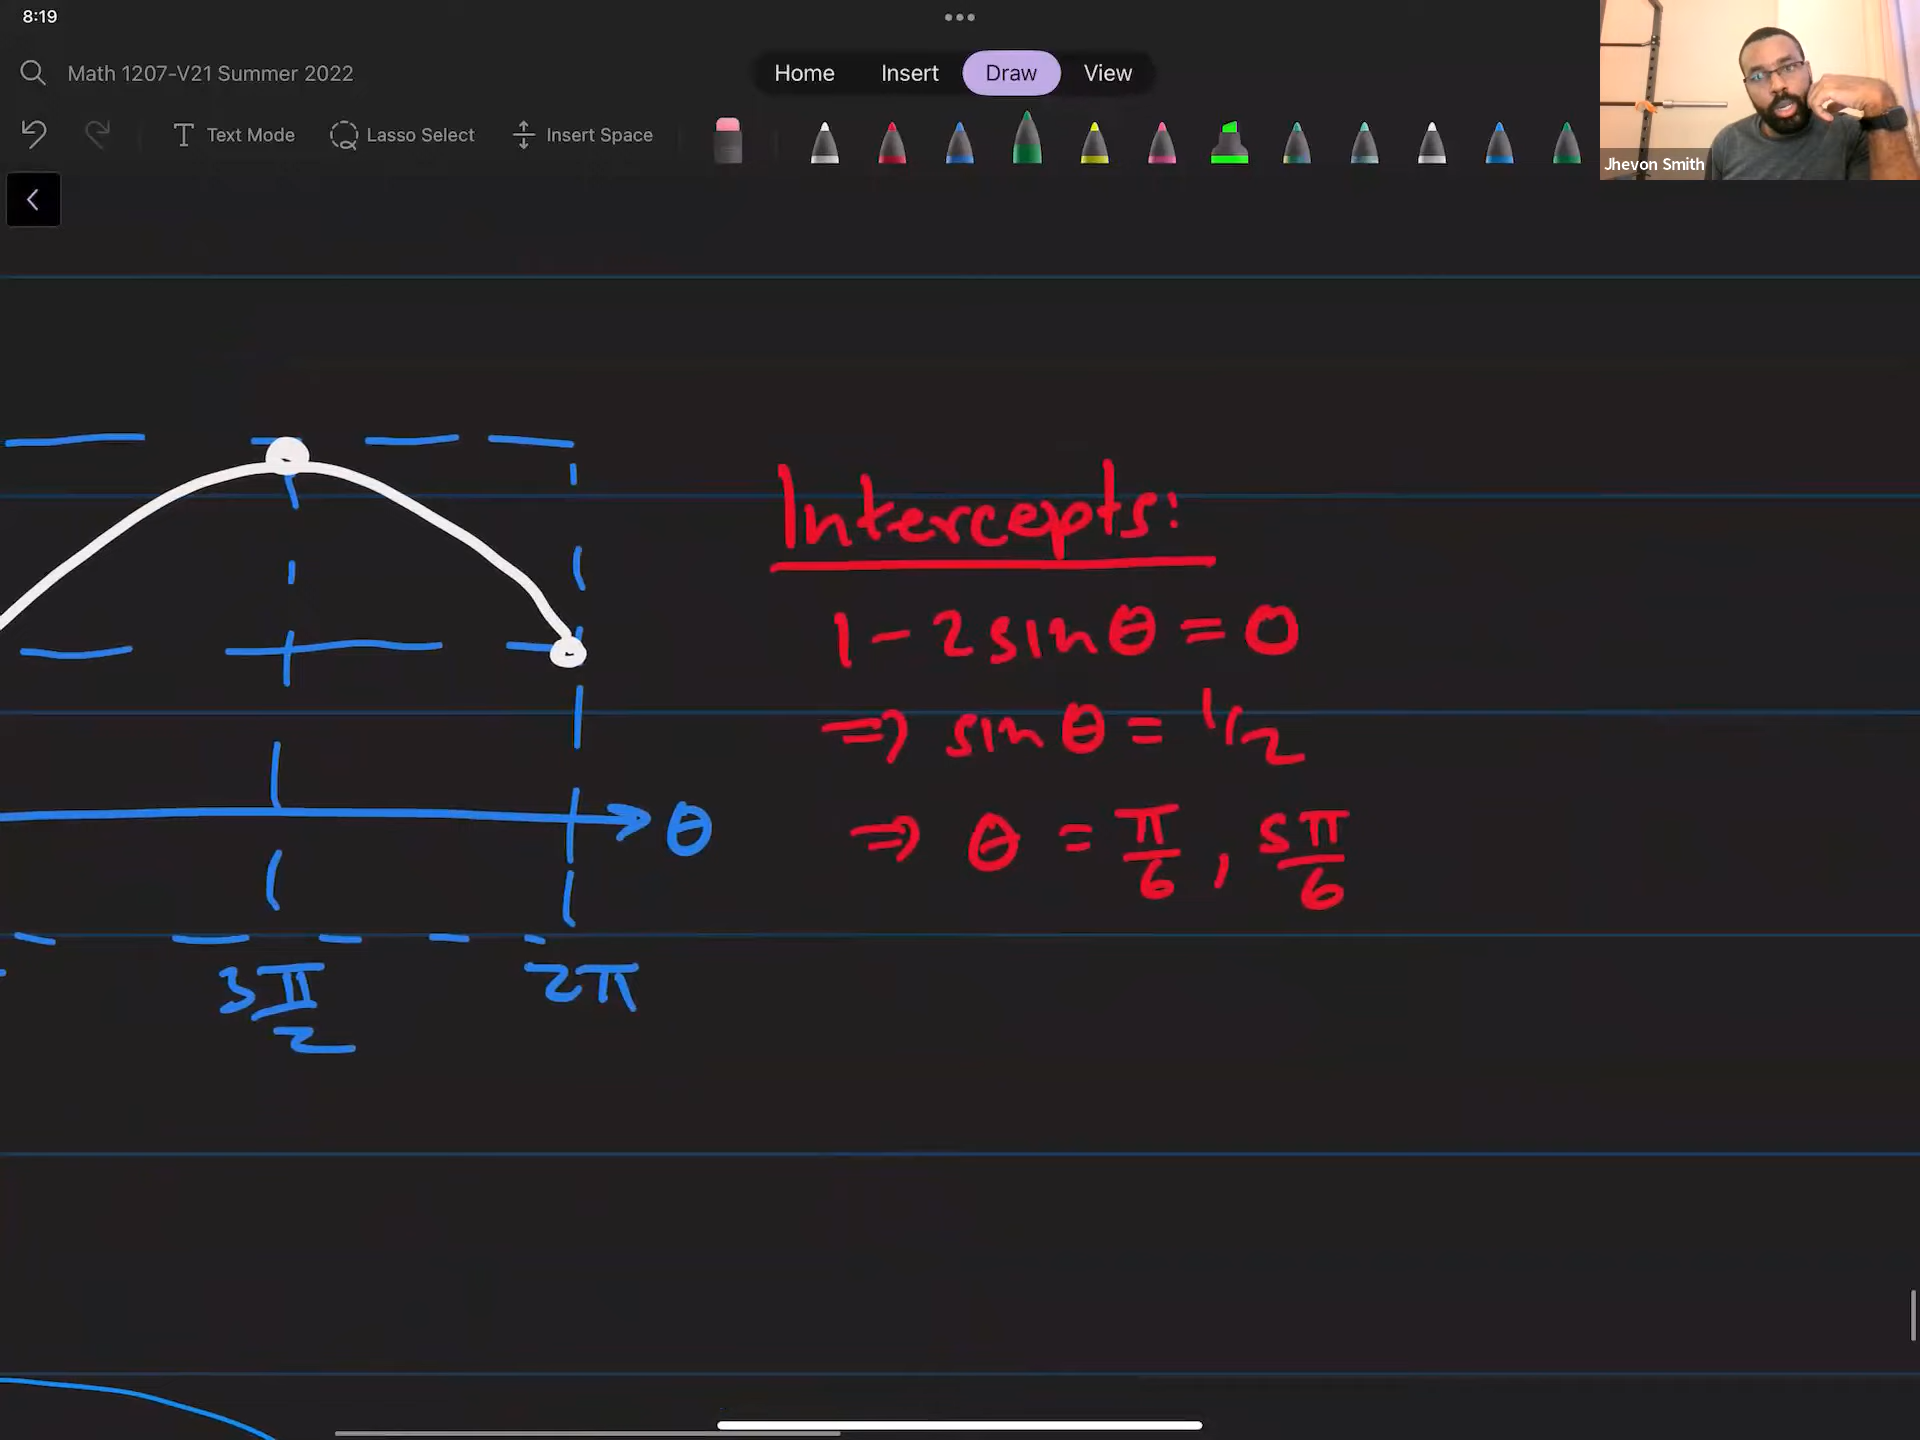 8:19
Math 1207-V21 Summer 2022
Home Insert Draw View
Text Mode Lasso Select Insert Space
Jhevon Smith
Intercepts:
1 - 2 sin θ = 0
⇒ sin θ = 1/2
⇒ θ = π/6 , 5π/6
θ
3π/2 2π